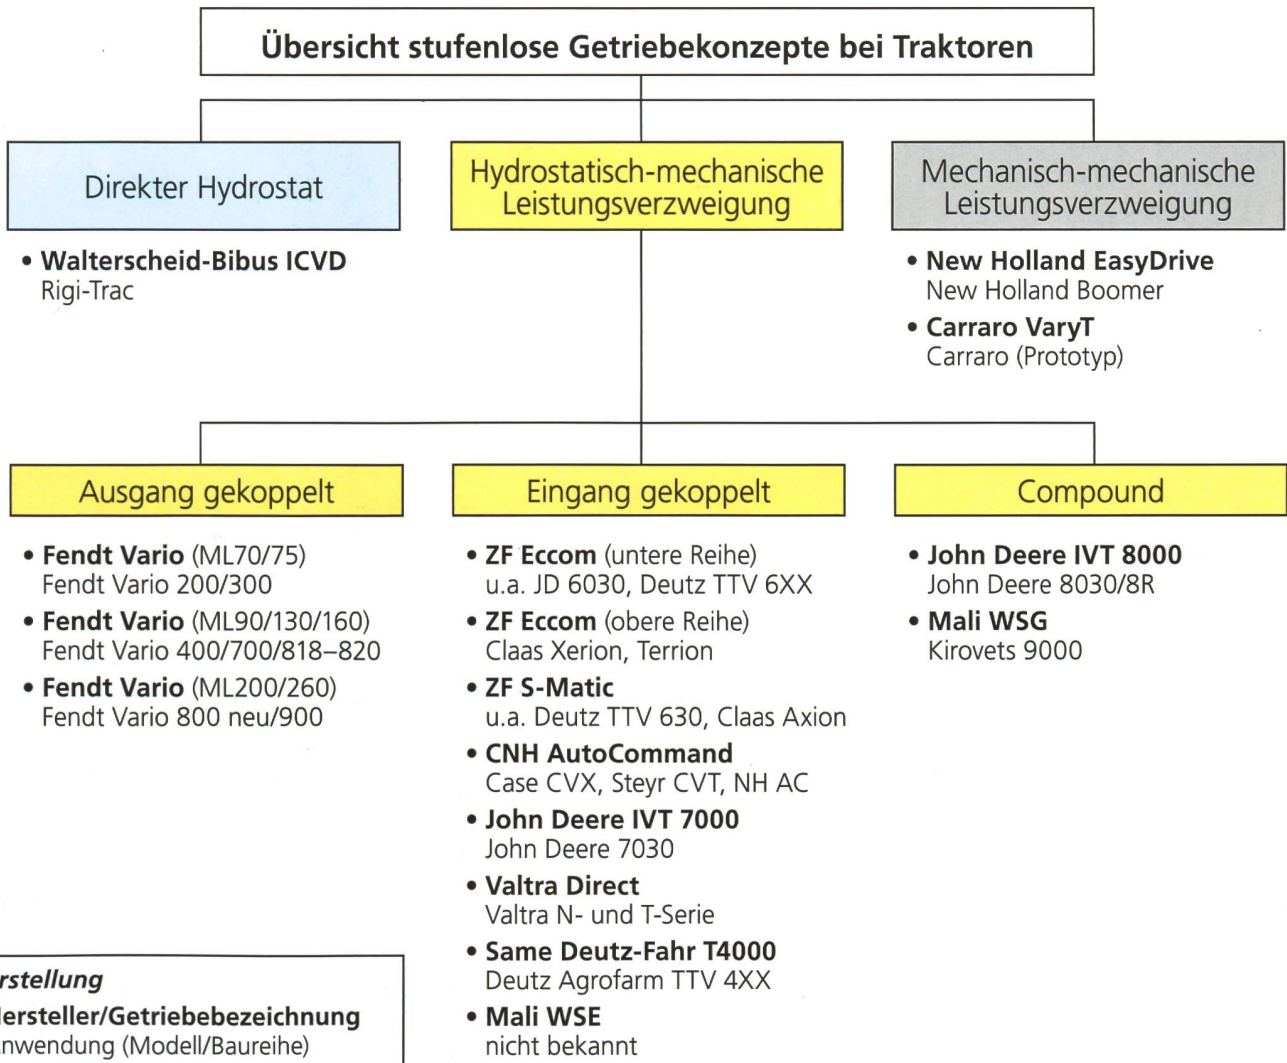 Übersicht stufenlose Getriebekonzepte bei Traktoren
Direkter Hydrostat
• Walterscheid-Bibus ICVD
Rigi-Trac
Hydrostatisch-mechanische
Leistungsverzweigung
Mechanisch-mechanische
Leistungsverzweigung
• New Holland EasyDrive
New Holland Boomer
• Carraro VaryT
Carraro (Prototyp)
Ausgang gekoppelt
• Fendt Vario (ML70/75)
Fendt Vario 200/300
• Fendt Vario (ML90/130/160)
Fendt Vario 400/700/818–820
• Fendt Vario (ML200/260)
Fendt Vario 800 neu/900
Eingang gekoppelt
• ZF Eccom (untere Reihe)
u.a. JD 6030, Deutz TTV 6XX
• ZF Eccom (obere Reihe)
Claas Xerion, Terrion
• ZF S-Matic
u.a. Deutz TTV 630, Claas Axion
• CNH AutoCommand
Case CVX, Steyr CVT, NH AC
• John Deere IVT 7000
John Deere 7030
• Valtra Direct
Valtra N- und T-Serie
• Same Deutz-Fahr T4000
Deutz Agrofarm TTV 4XX
• Mali WSE
nicht bekannt
Compound
• John Deere IVT 8000
John Deere 8030/8R
• Mali WSG
Kirovets 9000
rstellung
ersteller/Getriebebezeichnung
nwendung (Modell/Baureihe)